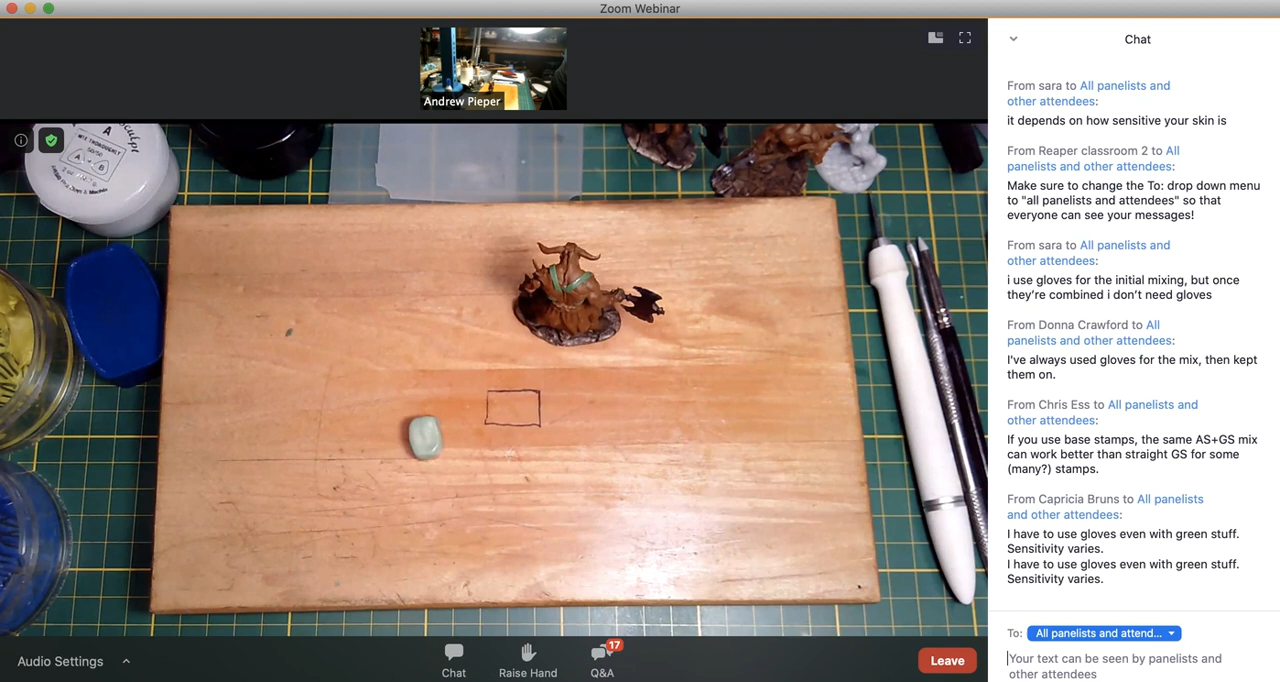 Zoom Webinar
Andrew Pieper
Sculpt
A
MIX THOROUGHLY
A + B
Chat
From sara to All panelists and
other attendees:
it depends on how sensitive your skin is
From Reaper classroom 2 to All
panelists and other attendees:
Make sure to change the To: drop down menu
to "all panelists and attendees" so that
everyone can see your messages!
From sara to All panelists and
other attendees:
i use gloves for the initial mixing, but once
they're combined i don't need gloves
From Donna Crawford to All
panelists and other attendees:
I've always used gloves for the mix, then kept
them on.
From Chris Ess to All panelists and
other attendees:
If you use base stamps, the same AS+GS mix
can work better than straight GS for some
(many?) stamps.
From Capricia Bruns to All panelists
and other attendees:
I have to use gloves even with green stuff.
Sensitivity varies.
I have to use gloves even with green stuff.
Sensitivity varies.
To: All panelists and attend...
Your text can be seen by panelists and
other attendees
Audio Settings
Chat
Raise Hand
17
Q&A
Leave